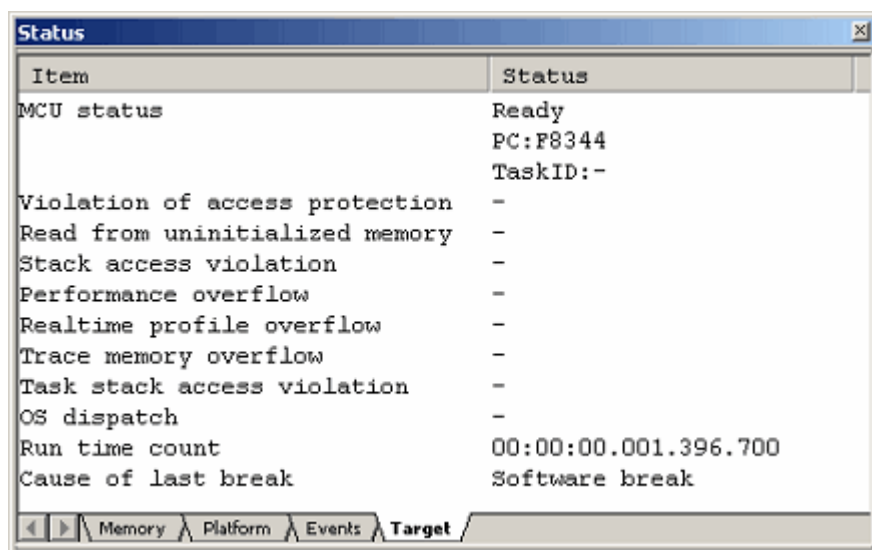 Status
Item Status
MCU status Ready
PC:F8344
TaskID:-
Violation of access protection -
Read from uninitialized memory -
Stack access violation -
Performance overflow -
Realtime profile overflow -
Trace memory overflow -
Task stack access violation -
OS dispatch -
Run time count 00:00:00.001.396.700
Cause of last break Software break
Memory Platform Events Target